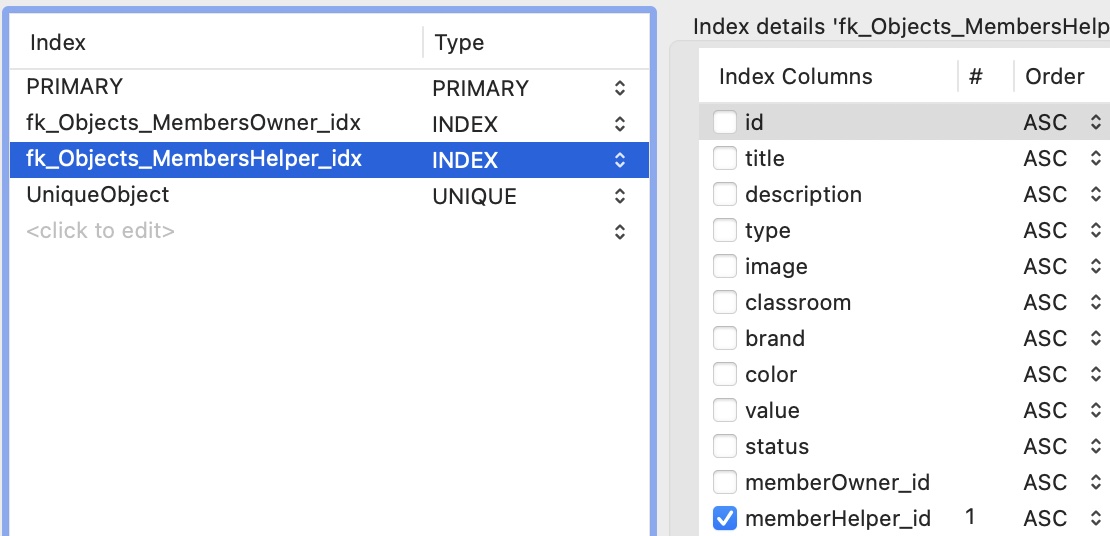 Index Type
PRIMARY PRIMARY
fk_Objects_MembersOwner_idx INDEX
fk_Objects_MembersHelper_idx INDEX
UniqueObject UNIQUE
<click to edit>
Index details 'fk_Objects_MembersHelp
Index Columns # Order
id ASC
title ASC
description ASC
type ASC
image ASC
classroom ASC
brand ASC
color ASC
value ASC
status ASC
memberOwner_id ASC
memberHelper_id 1 ASC